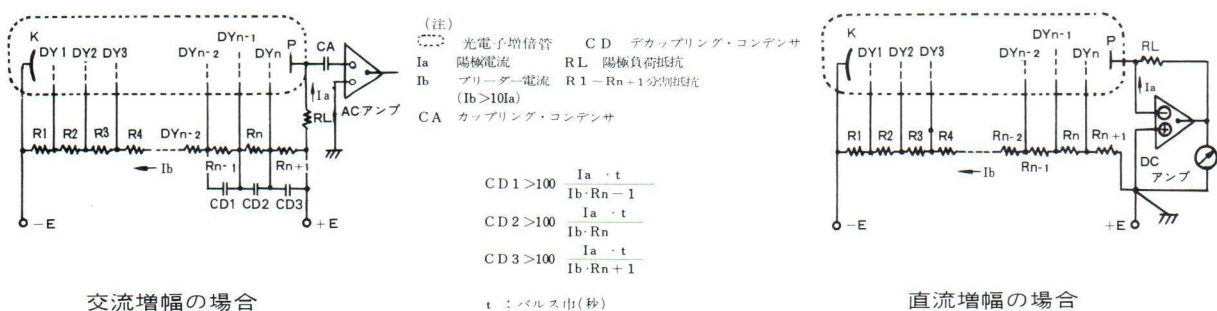 K
DY1 DY2 DY3
DYn-2
DYn-1
DYn
P
CA
Ia
RL
ACアンプ
R1 R2 R3 R4
DYn-2
Rn
Rn-1
Rn+1
Ib
CD1 CD2 CD3
-E
+E
交流増幅の場合
(注)
光電子増倍管 CD デカップリング・コンデンサ
Ia 陽極電流 RL 陽極負荷抵抗
Ib ブリーダー電流 R1-Rn+1分割抵抗
(Ib>10Ia)
CA カップリング・コンデンサ
CD1>100 Ia・t / Ib・Rn-1
CD2>100 Ia・t / Ib・Rn
CD3>100 Ia・t / Ib・Rn+1
t : パルス巾(秒)
K
DY1 DY2 DY3
DYn-2
DYn-1
DYn
P
RL
Ia
R1 R2 R3 R4
Rn-2
Rn-1
Rn
Rn+1
Ib
DC
アンプ
-E
+E
直流増幅の場合